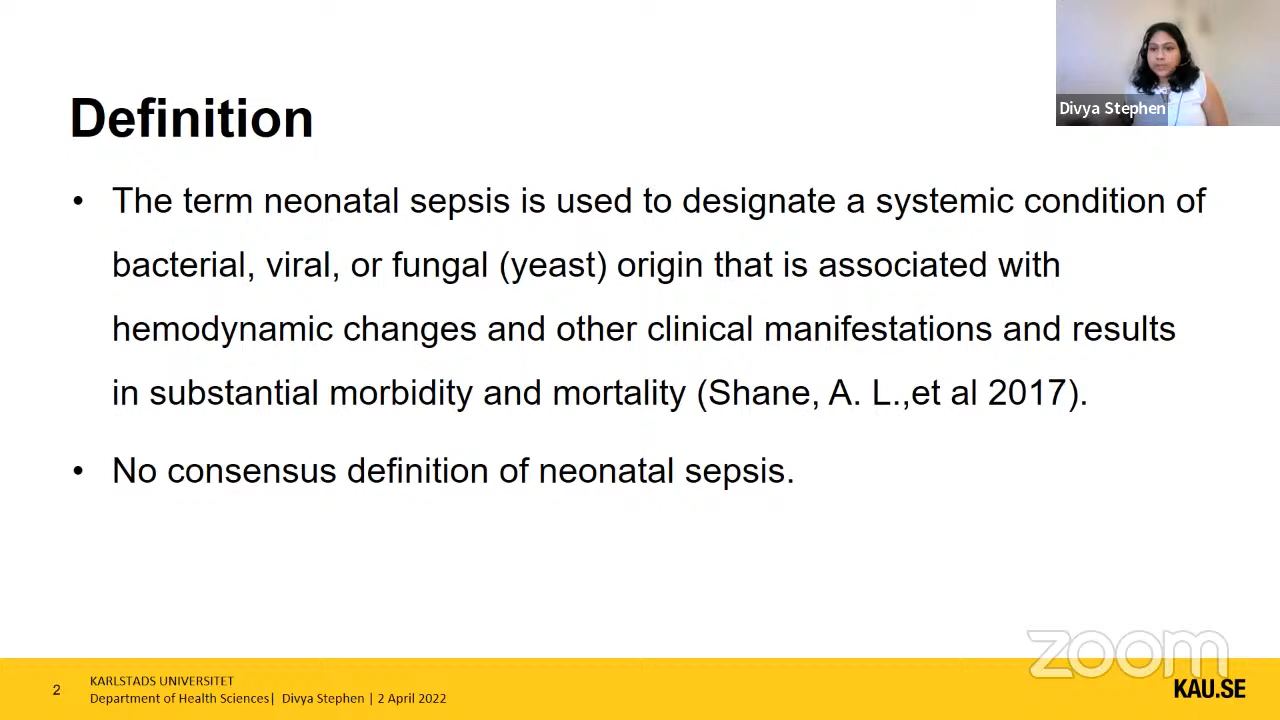 Divya Stephen
Definition
• The term neonatal sepsis is used to designate a systemic condition of
bacterial, viral, or fungal (yeast) origin that is associated with
hemodynamic changes and other clinical manifestations and results
in substantial morbidity and mortality (Shane, A. L.,et al 2017).
• No consensus definition of neonatal sepsis.
zoom
2
KARLSTADS UNIVERSITET
Department of Health Sciences| Divya Stephen | 2 April 2022
KAU.SE